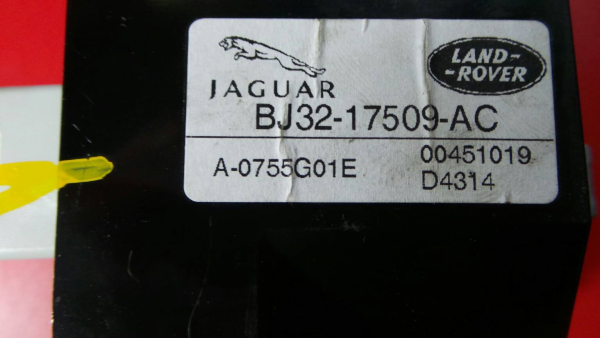 JAGUAR
LAND-
-ROVER
BJ32-17509-AC
A-0755G01E
00451019
D4314